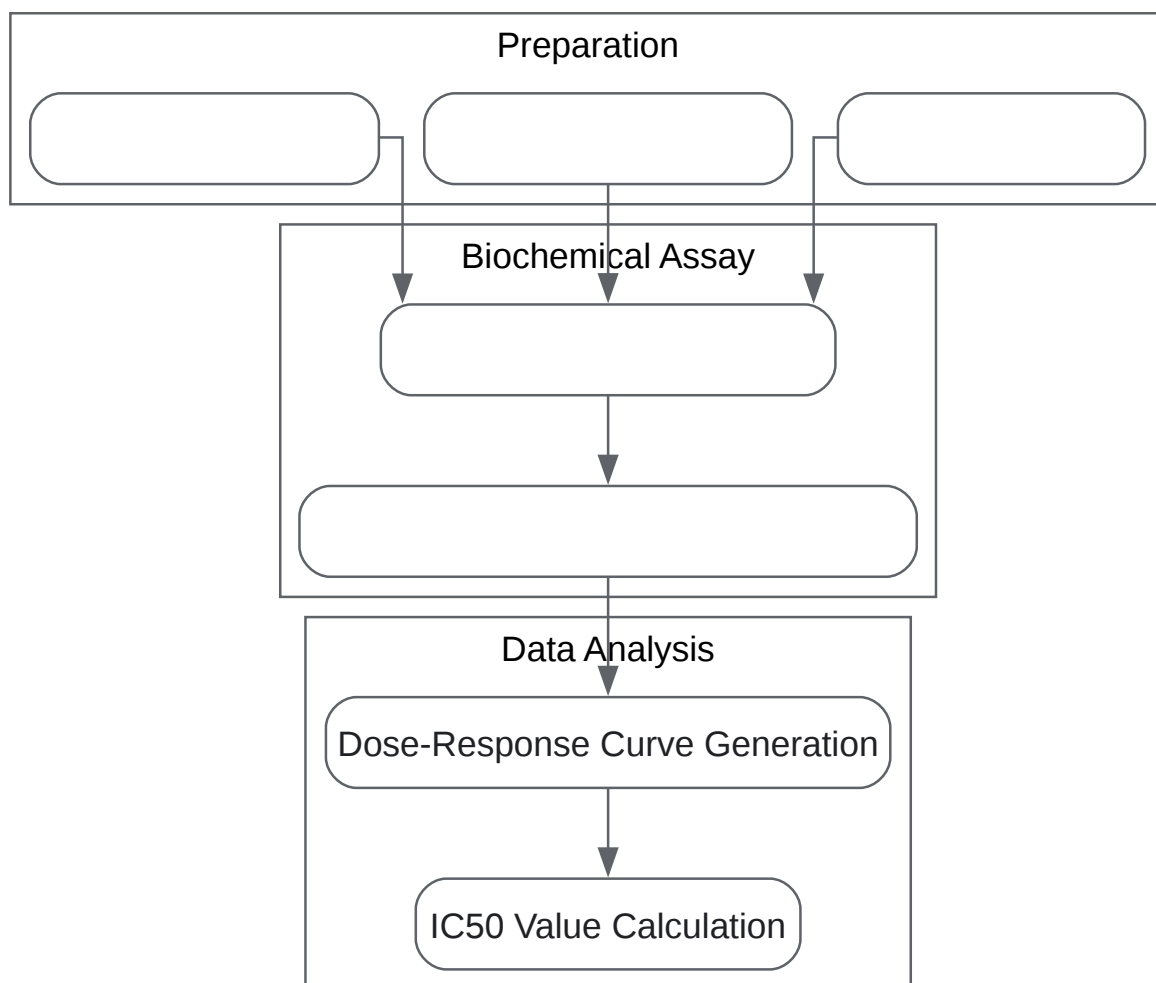 Preparation
Biochemical Assay
Data Analysis
Dose-Response Curve Generation
IC50 Value Calculation